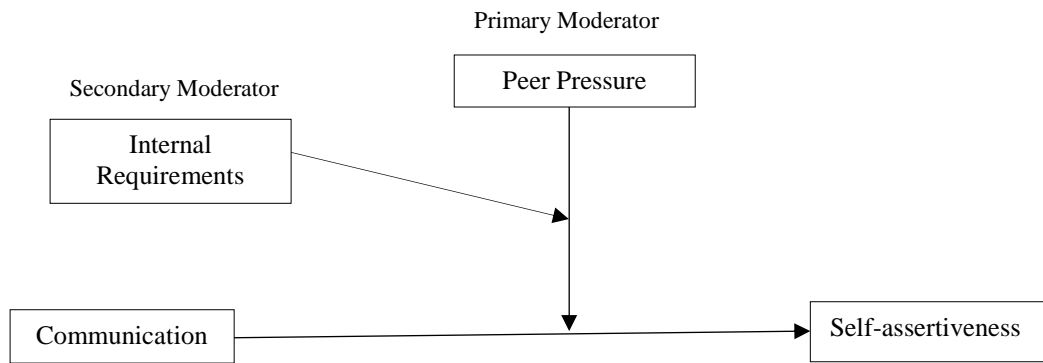 Primary Moderator
Peer Pressure
Secondary Moderator
Internal
Requirements
Communication
Self-assertiveness